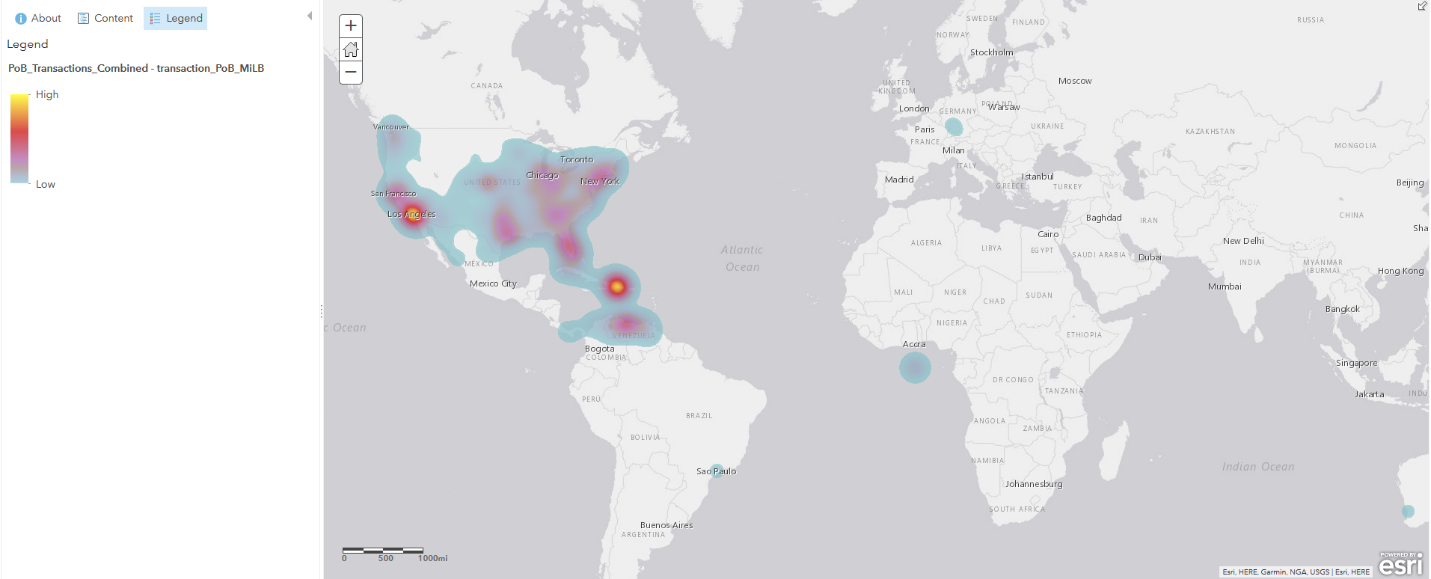 About
Content
Legend
Legend
PoB_Transactions_Combined - transaction_PoB_MiLB
High
Low
+
−
SWEDEN
FINLAND
RUSSIA
NORWAY
Stockholm
Moscow
CANADA
UNITED
KINGDOM
London
GERMANY
POLAND
Warsaw
Vancouver
Paris
UKRAINE
KAZAKHSTAN
FRANCE
MONGOLIA
Milan
Toronto
ITALY
Chicago
New York
UNITED STATES
Madrid
Istanbul
GREECE
TURKEY
Beijing
San Francisco
Los Angeles
Baghdad
IRAN
CHINA
Sha
Cairo
Atlantic
Ocean
ALGERIA
LIBYA
EGYPT
SAUDI ARABIA
Dubai
New Delhi
INDIA
MYANMAR
(BURMA)
Hong Kong
MEXICO
Mexico City
Mumbai
MALI
NIGER
CHAD
SUDAN
Bangkok
c Ocean
NIGERIA
ETHIOPIA
VENEZUELA
Accra
Bogota
COLOMBIA
Singapore
DR CONGO
TANZANIA
Jakarta
INDO
PERU
BRAZIL
ANGOLA
ZAMBIA
BOLIVIA
NAMIBIA
Sao Paulo
Indian Ocean
Johannesburg
SOUTH AFRICA
Buenos Aires
ARGENTINA
0 500 1000mi
POWERED BY
esri
Esri, HERE, Garmin, NGA, USGS | Esri, HERE